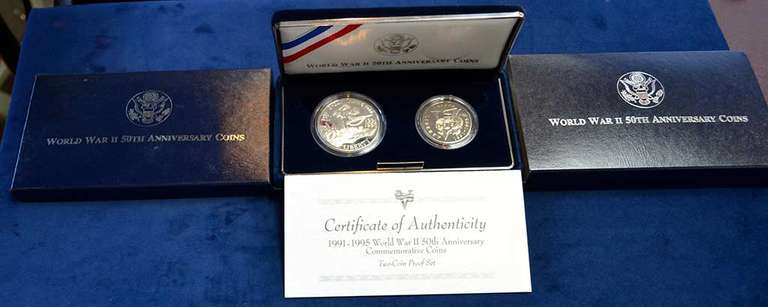 WORLD WAR II 50TH ANNIVERSARY COINS
WORLD WAR II 50TH ANNIVERSARY COINS
WORLD WAR II 50TH ANNIVERSARY COINS
LIBERTY
Certificate of Authenticity
1991-1995 World War II 50th Anniversary
Commemorative Coins
Two-Coin Proof Set